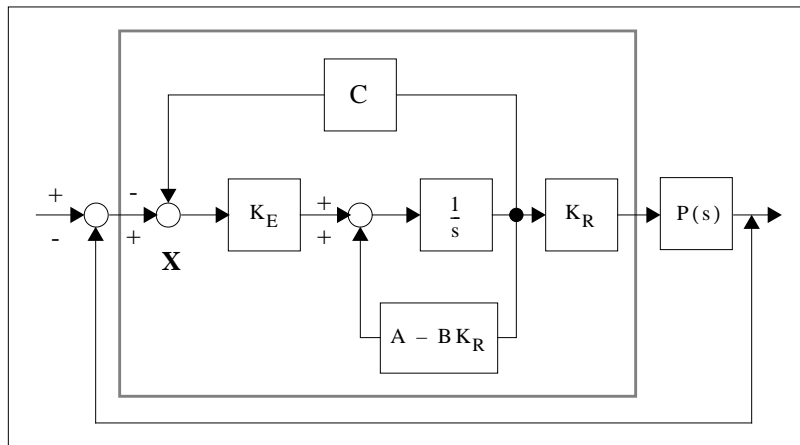 C
+
-
-
+
X
K_E
+
+
1
s
K_R
P(s)
A – BK_R